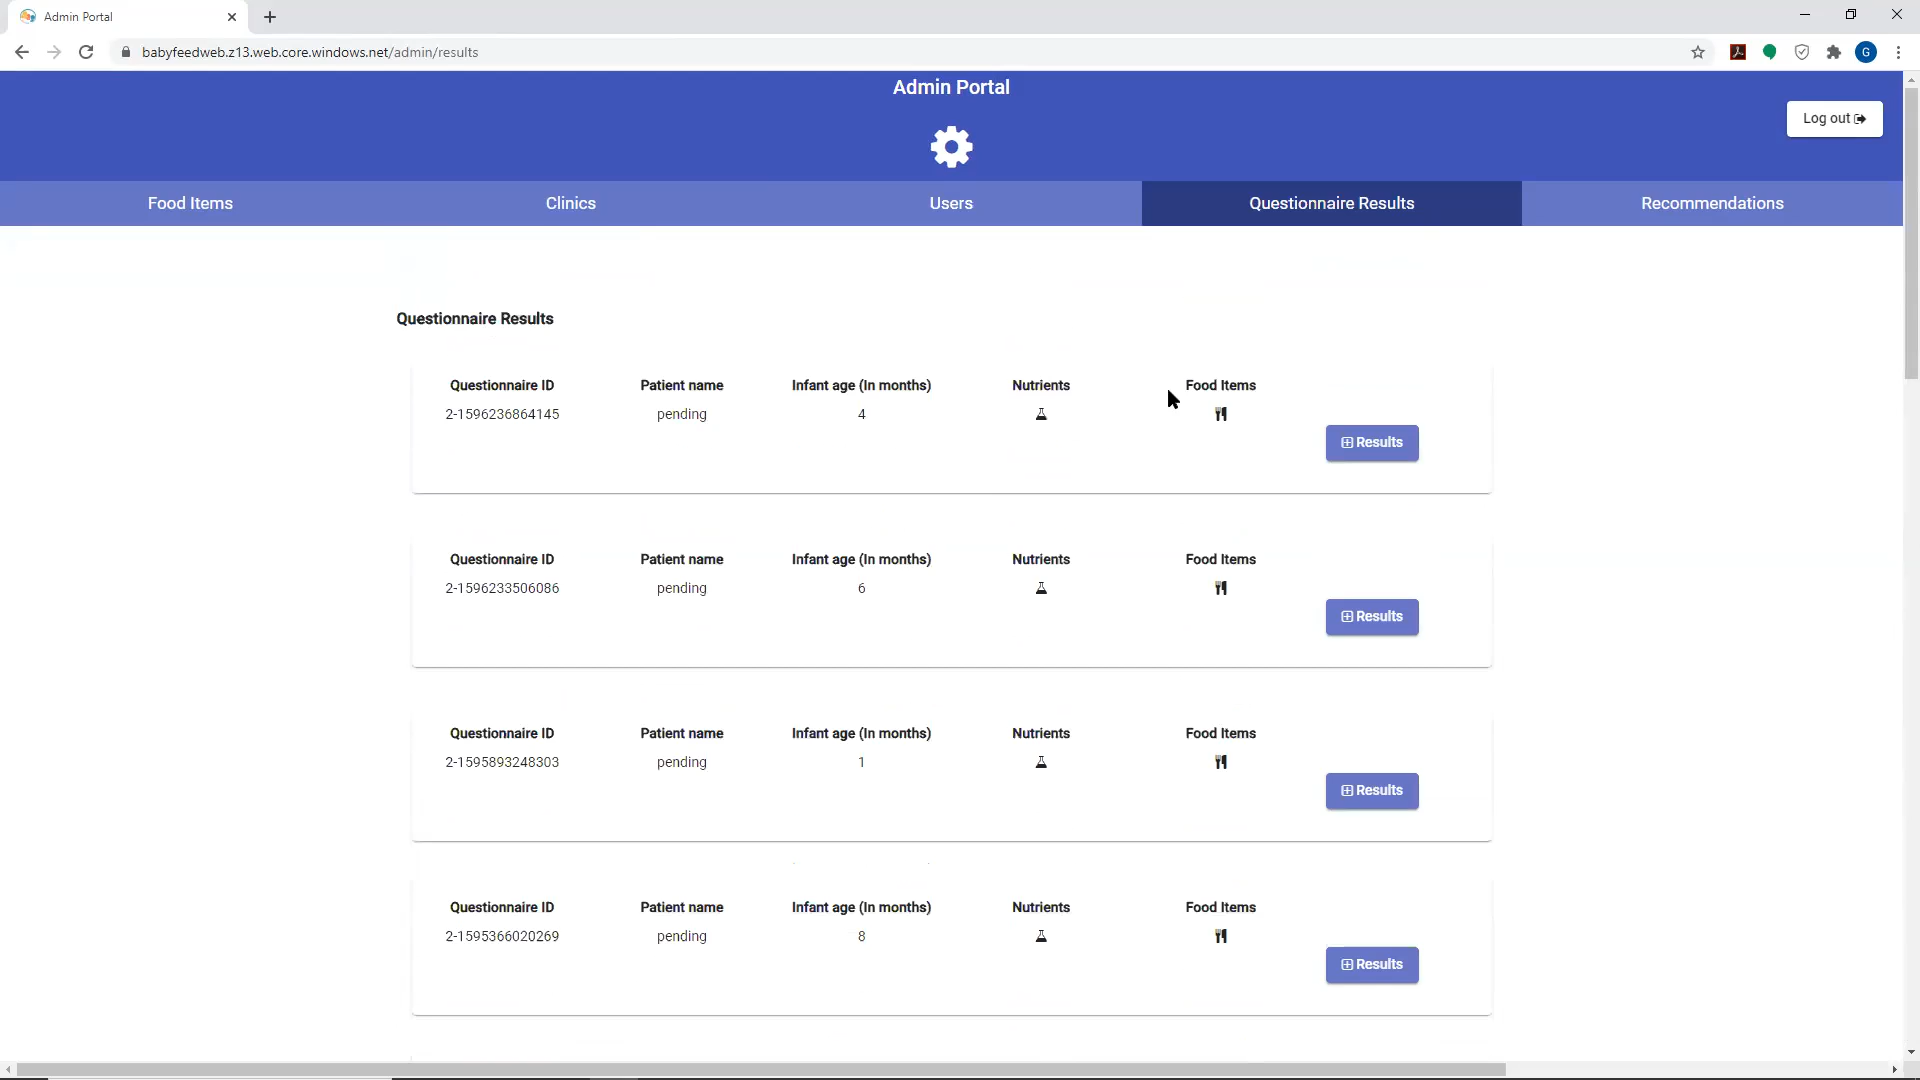 Admin Portal
babyfeedweb.z13.web.core.windows.net/admin/results
G
Admin Portal
Log out
Food Items Clinics Users Questionnaire Results Recommendations
Questionnaire Results
Questionnaire ID Patient name Infant age (In months) Nutrients Food Items
2-1596236864145 pending 4
Results
Questionnaire ID Patient name Infant age (In months) Nutrients Food Items
2-1596233506086 pending 6
Results
Questionnaire ID Patient name Infant age (In months) Nutrients Food Items
2-1595893248303 pending 1
Results
Questionnaire ID Patient name Infant age (In months) Nutrients Food Items
2-1595366020269 pending 8
Results